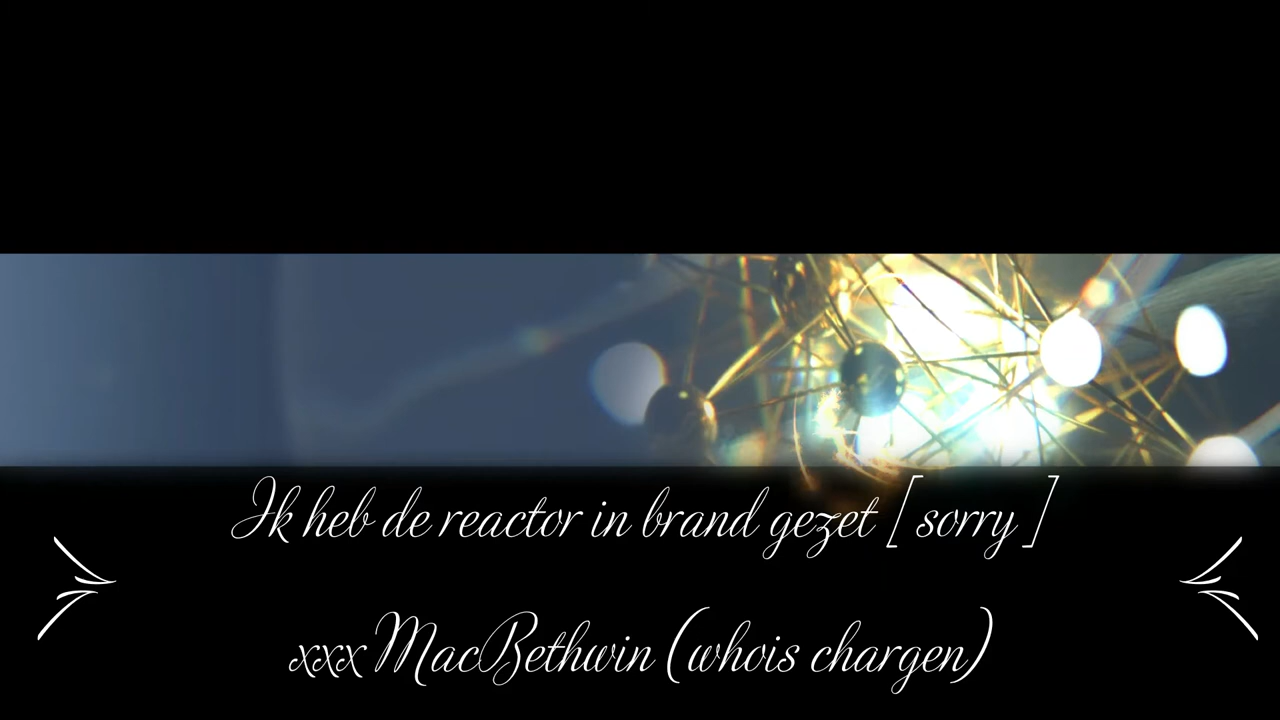 Ik heb de reactor in brand gezet [ sorry ]
xxx MacBethwin (whois chargen)